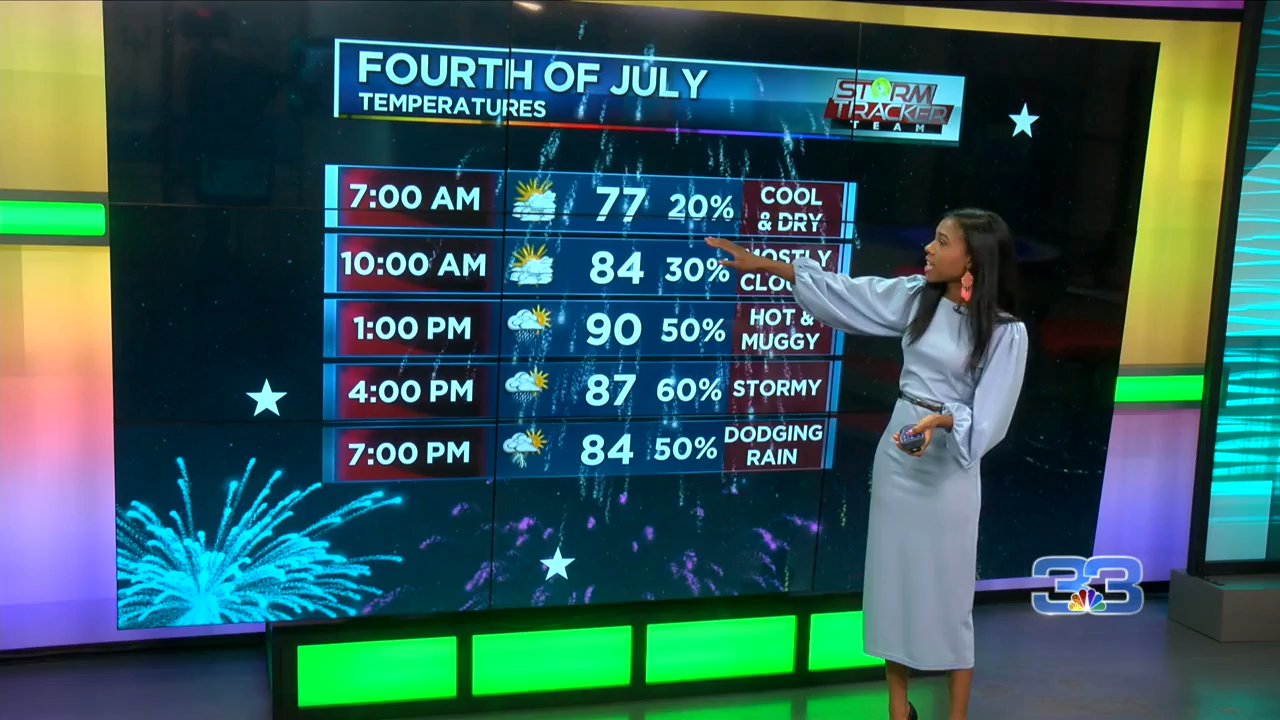 FOURTH OF JULY
TEMPERATURES
STORM
TRACKER
TEAM
7:00 AM 77 20% COOL & DRY
10:00 AM 84 30% MOSTLY
1:00 PM 90 50% HOT & MUGGY
4:00 PM 87 60% STORMY
7:00 PM 84 50% DODGING RAIN
33